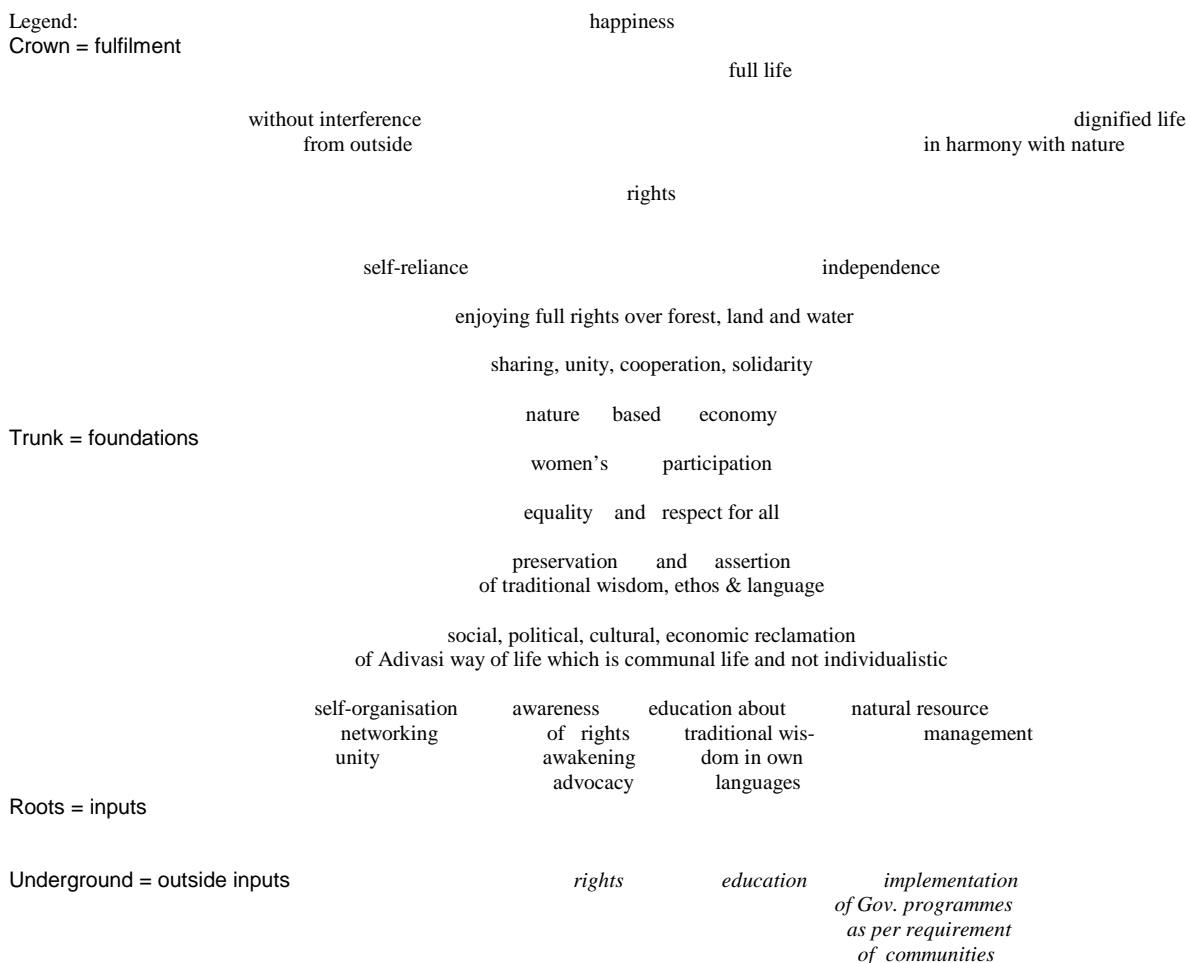 Legend: happiness
Crown = fulfilment
full life
without interference dignified life
from outside in harmony with nature
rights
self-reliance independence
enjoying full rights over forest, land and water
sharing, unity, cooperation, solidarity
nature based economy
Trunk = foundations
women's participation
equality and respect for all
preservation and assertion
of traditional wisdom, ethos & language
social, political, cultural, economic reclamation
of Adivasi way of life which is communal life and not individualistic
self-organisation awareness education about natural resource
networking of rights traditional wis- management
unity awakening dom in own
advocacy languages
Roots = inputs
Underground = outside inputs rights education implementation
of Gov. programmes
as per requirement
of communities